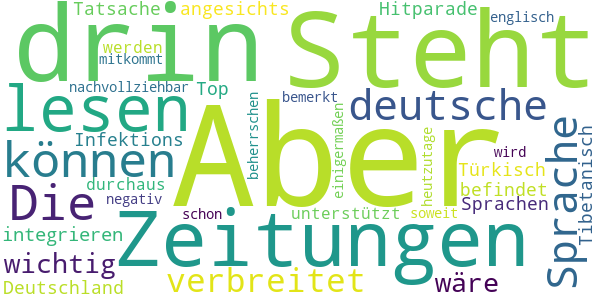 Tatsache angesichts Hitparade englisch
drin Steht
werden
mitkommt
nachvollziehbar Top bemerkt
lesen deutsche
Aber
Infektions beherrschen einigermaßen heutzutage
können wird Sprache Tibetanisch
durchaus Türkisch
Die negativ Sprachen befindet
schon unterstützt soweit
integrieren Zeitungen
wichtig verbreitet wäre
Deutschland